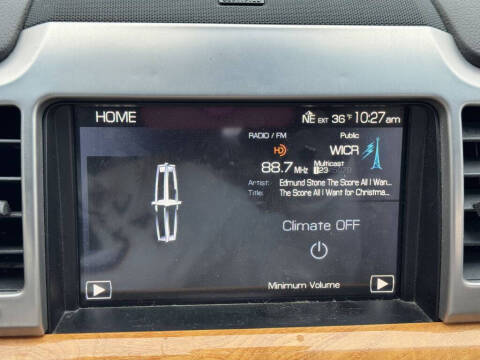 HOME NE EXT 36 °F 10:27am
RADIO / FM Public
HD WICR
88.7 MHz Multicast
123
Artist: Edmund Stone The Score All I Wan...
Title: The Score All I Want for Christma...
Climate OFF
Minimum Volume